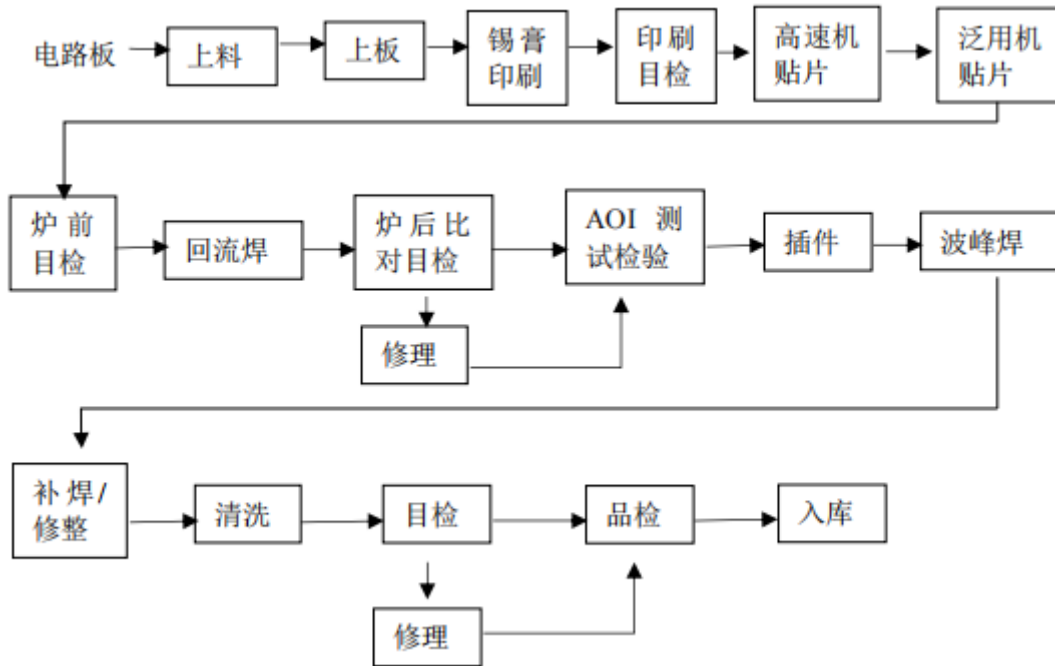 电路板
上料
上板
锡膏
印刷
印刷
目检
高速机
贴片
泛用机
贴片
炉前
目检
回流焊
炉后比
对目检
AOI 测
试检验
插件
波峰焊
修理
补焊/
修整
清洗
目检
品检
入库
修理